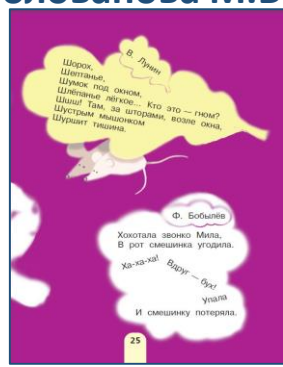 В. Лунин
Шорох,
Шептанье,
Шумок под окном,
Шлёпанье лёгкое... Кто это — гном?
Шшш! Там, за шторами, возле окна,
Шустрым мышонком
Шуршит тишина.
Ф. Бобылёв
Хохотала звонко Мила,
В рот смешинка угодила.
Ха-ха-ха!
Вдруг — бух!
Упала
И смешинку потеряла.
25